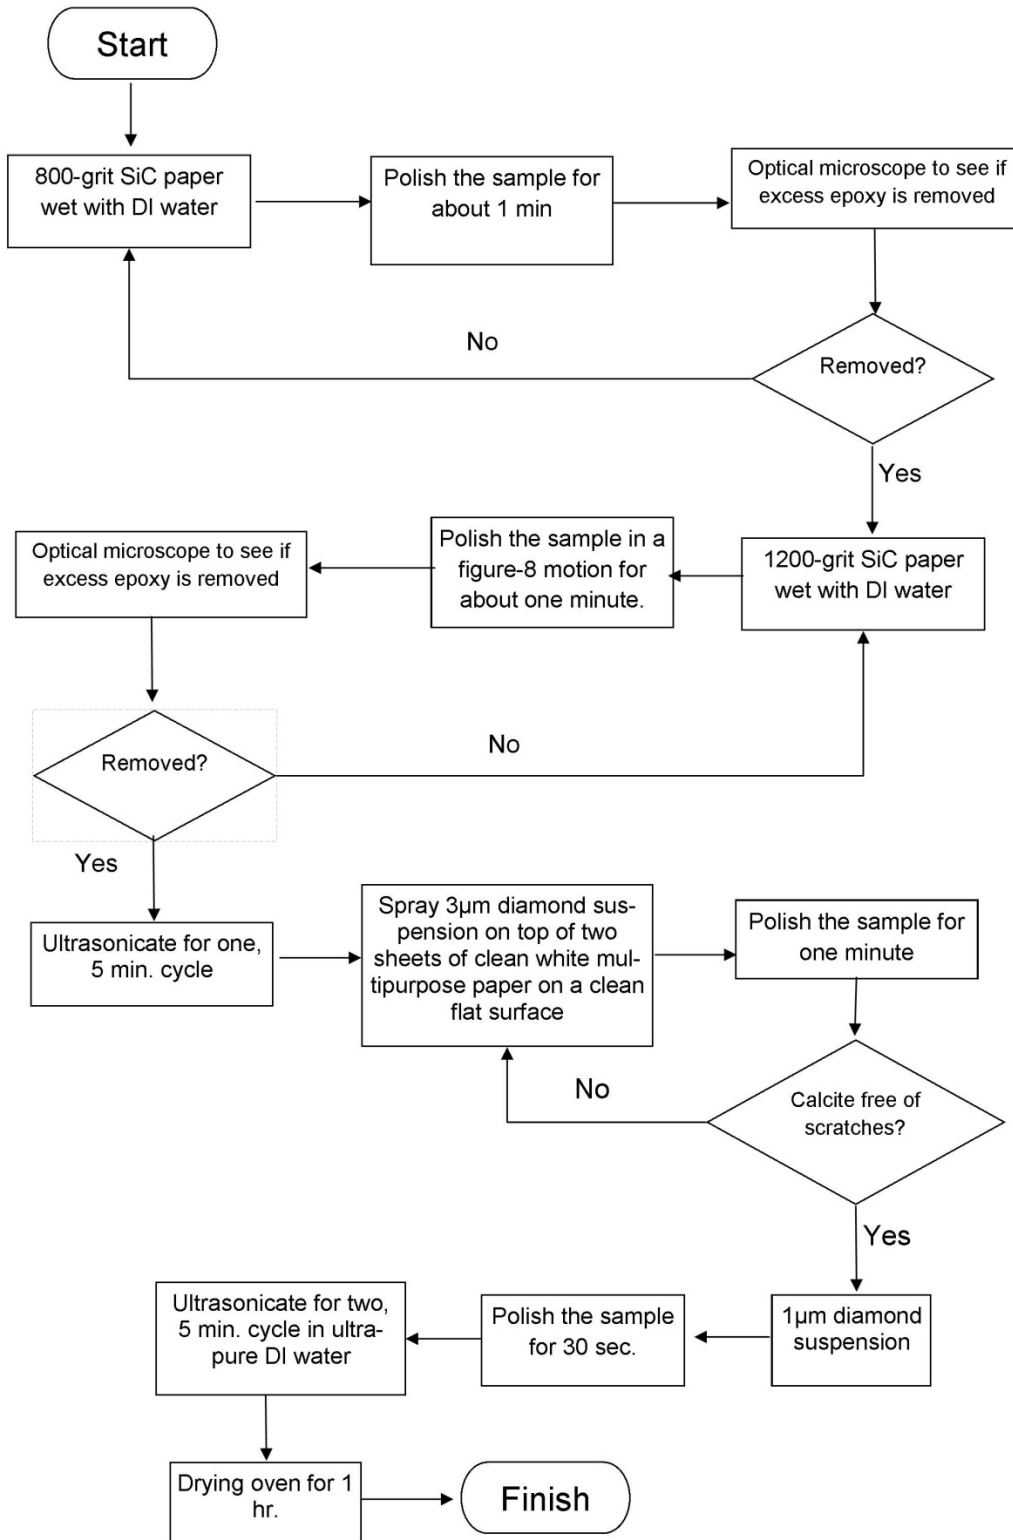 Start
800-grit SiC paper
wet with DI water
Polish the sample for
about 1 min
Optical microscope to see if
excess epoxy is removed
Removed?
No
Yes
1200-grit SiC paper
wet with DI water
Polish the sample in a
figure-8 motion for
about one minute.
Optical microscope to see if
excess epoxy is removed
Removed?
No
Yes
Ultrasonicate for one,
5 min. cycle
Spray 3µm diamond sus-
pension on top of two
sheets of clean white mul-
tipurpose paper on a clean
flat surface
Polish the sample for
one minute
Calcite free of
scratches?
No
Yes
1µm diamond
suspension
Polish the sample
for 30 sec.
Ultrasonicate for two,
5 min. cycle in ultra-
pure DI water
Drying oven for 1
hr.
Finish